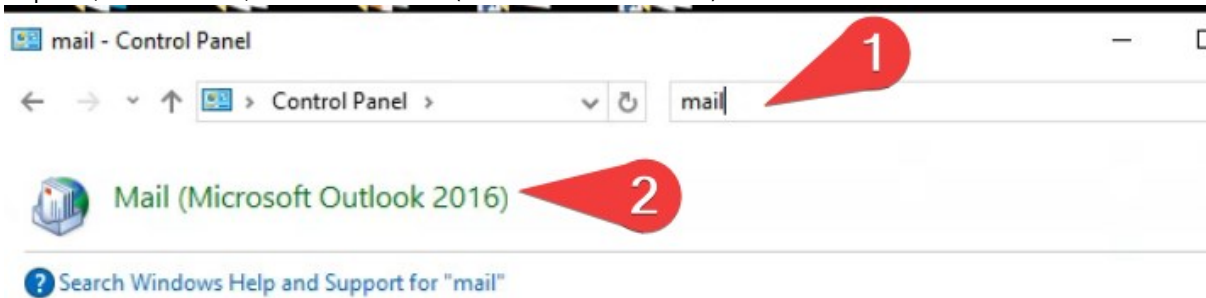 mail - Control Panel
1
Control Panel
mail
Mail (Microsoft Outlook 2016)
2
Search Windows Help and Support for "mail"